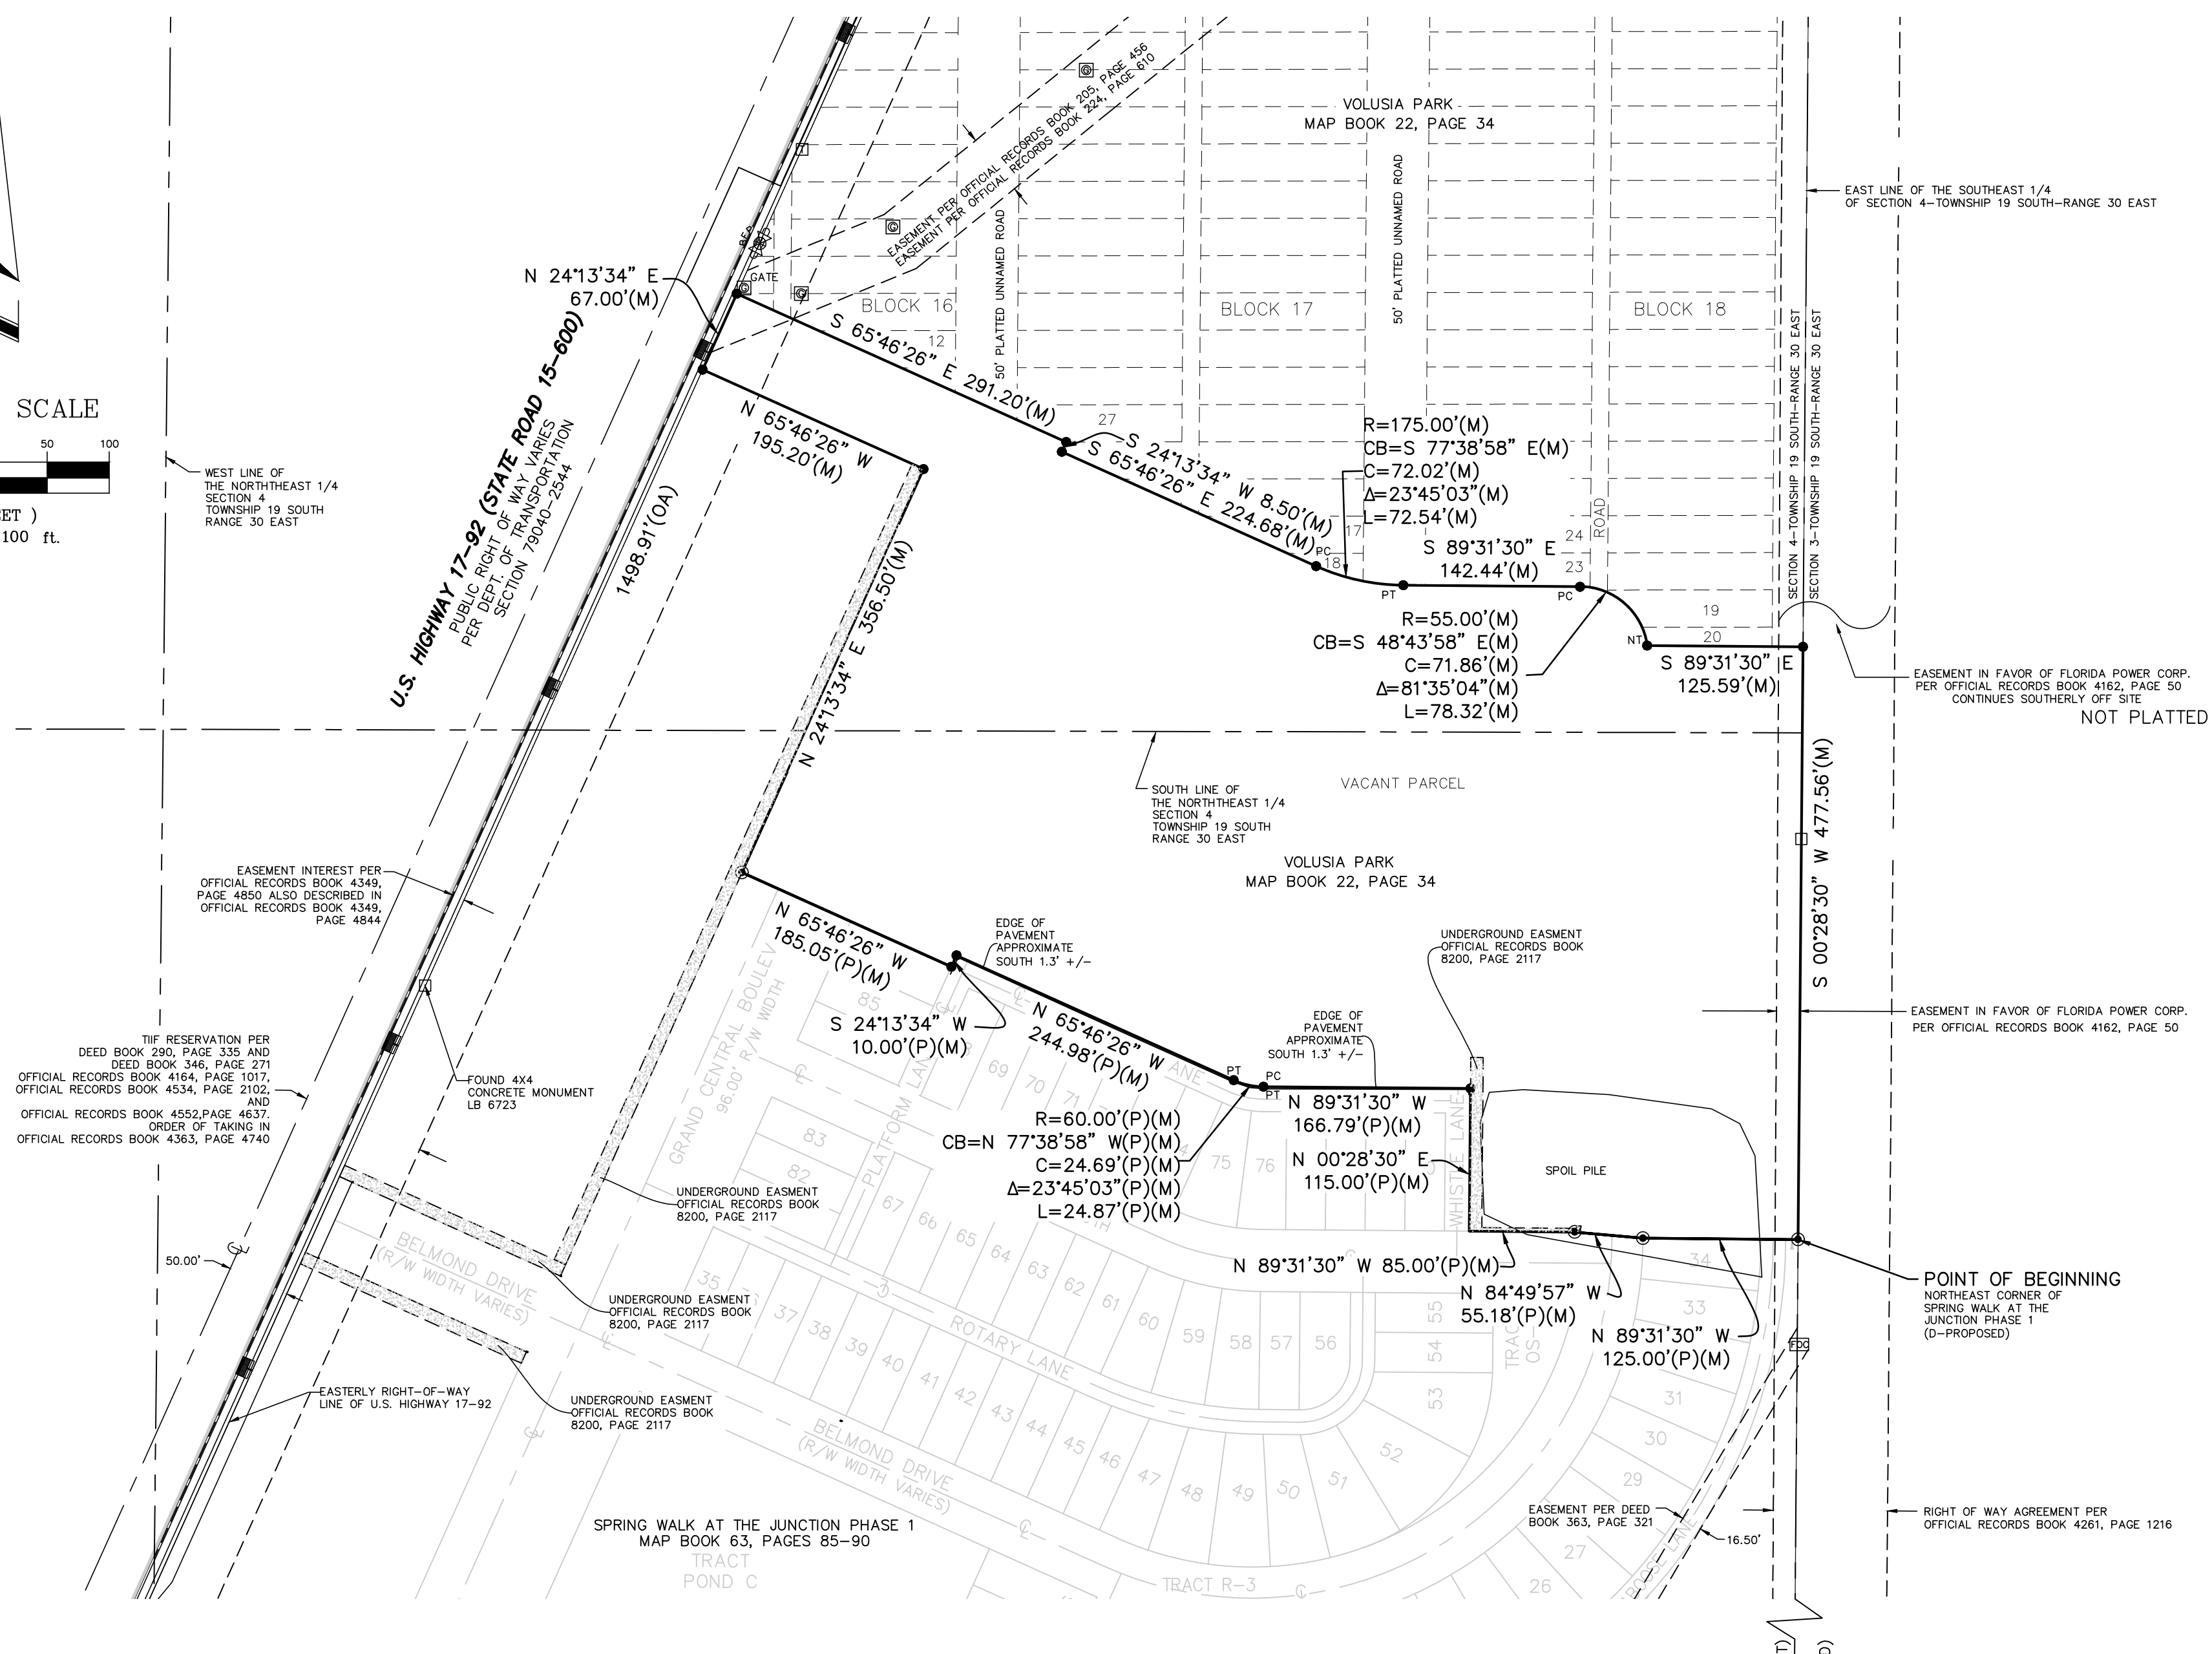 SCALE
50
100
100 ft.
WEST LINE OF
THE NORTHTHEAST 1/4
SECTION 4
TOWNSHIP 19 SOUTH
RANGE 30 EAST
U.S. HIGHWAY 17-92 (STATE ROAD 15-600)
PUBLIC RIGHT OF WAY VARIES
PER DEPT. OF TRANSPORTATION
SECTION 79040-2544
1498.91'(OA)
N 24°13'34" E
67.00'(M)
GATE
EASEMENT PER OFFICIAL RECORDS BOOK 205, PAGE 456
EASEMENT PER OFFICIAL RECORDS BOOK 224, PAGE 610
VOLUSIA PARK
MAP BOOK 22, PAGE 34
50' PLATTED UNNAMED ROAD
50' PLATTED UNNAMED ROAD
BLOCK 16
12
BLOCK 17
BLOCK 18
S 65°46'26" E 291.20'(M)
N 65°46'26" W
195.20'(M)
27
S 24°13'34" W 8.50'(M)
S 65°46'26" E 224.68'(M)
R=175.00'(M)
CB=S 77°38'58" E(M)
C=72.02'(M)
Δ=23°45'03"(M)
L=72.54'(M)
17
18
PC
PT
S 89°31'30" E
142.44'(M)
24
23
ROAD
PC
R=55.00'(M)
CB=S 48°43'58" E(M)
C=71.86'(M)
Δ=81°35'04"(M)
L=78.32'(M)
NT
19
20
S 89°31'30" E
125.59'(M)
EAST LINE OF THE SOUTHEAST 1/4
OF SECTION 4-TOWNSHIP 19 SOUTH-RANGE 30 EAST
SECTION 4-TOWNSHIP 19 SOUTH-RANGE 30 EAST
SECTION 3-TOWNSHIP 19 SOUTH-RANGE 30 EAST
EASEMENT IN FAVOR OF FLORIDA POWER CORP.
PER OFFICIAL RECORDS BOOK 4162, PAGE 50
CONTINUES SOUTHERLY OFF SITE
NOT PLATTED
N 24°13'34" E 356.50'(M)
SOUTH LINE OF
THE NORTHTHEAST 1/4
SECTION 4
TOWNSHIP 19 SOUTH
RANGE 30 EAST
VACANT PARCEL
VOLUSIA PARK
MAP BOOK 22, PAGE 34
S 00°28'30" W 477.56'(M)
EASEMENT INTEREST PER
OFFICIAL RECORDS BOOK 4349,
PAGE 4850 ALSO DESCRIBED IN
OFFICIAL RECORDS BOOK 4349,
PAGE 4844
N 65°46'26" W
185.05'(P)(M)
EDGE OF
PAVEMENT
APPROXIMATE
SOUTH 1.3' +/-
UNDERGROUND EASMENT
OFFICIAL RECORDS BOOK
8200, PAGE 2117
GRAND CENTRAL BOULEV
96.00' R/W WIDTH
85
S 24°13'34" W
10.00'(P)(M)
N 65°46'26" W
244.98'(P)(M)
EDGE OF
PAVEMENT
APPROXIMATE
SOUTH 1.3' +/-
EASEMENT IN FAVOR OF FLORIDA POWER CORP.
PER OFFICIAL RECORDS BOOK 4162, PAGE 50
TIIF RESERVATION PER
DEED BOOK 290, PAGE 335 AND
DEED BOOK 346, PAGE 271
OFFICIAL RECORDS BOOK 4164, PAGE 1017,
OFFICIAL RECORDS BOOK 4534, PAGE 2102,
AND
OFFICIAL RECORDS BOOK 4552,PAGE 4637.
ORDER OF TAKING IN
OFFICIAL RECORDS BOOK 4363, PAGE 4740
FOUND 4X4
CONCRETE MONUMENT
LB 6723
69
70
71
PLATFORM LAN
83
82
PT
PC
PT
R=60.00'(P)(M)
CB=N 77°38'58" W(P)(M)
C=24.69'(P)(M)
Δ=23°45'03"(P)(M)
L=24.87'(P)(M)
N 89°31'30" W
166.79'(P)(M)
N 00°28'30" E
115.00'(P)(M)
75
76
WHISTLE LANE
SPOIL PILE
UNDERGROUND EASMENT
OFFICIAL RECORDS BOOK
8200, PAGE 2117
67
66
65
64
63
62
61
60
59
58
57
56
55
54
53
N 89°31'30" W 85.00'(P)(M)
N 84°49'57" W
55.18'(P)(M)
N 89°31'30" W
125.00'(P)(M)
34
33
31
30
29
27
26
POINT OF BEGINNING
NORTHEAST CORNER OF
SPRING WALK AT THE
JUNCTION PHASE 1
(D-PROPOSED)
FDC
50.00'
BELMOND DRIVE
(R/W WIDTH VARIES)
UNDERGROUND EASMENT
OFFICIAL RECORDS BOOK
8200, PAGE 2117
35
37
38
39
40
41
42
43
44
45
46
47
48
49
50
51
52
ROTARY LANE
EASTERLY RIGHT-OF-WAY
LINE OF U.S. HIGHWAY 17-92
UNDERGROUND EASMENT
OFFICIAL RECORDS BOOK
8200, PAGE 2117
BELMOND DRIVE
(R/W WIDTH VARIES)
SPRING WALK AT THE JUNCTION PHASE 1
MAP BOOK 63, PAGES 85-90
TRACT
POND C
TRACT R-3
EASEMENT PER DEED
BOOK 363, PAGE 321
16.50'
RIGHT OF WAY AGREEMENT PER
OFFICIAL RECORDS BOOK 4261, PAGE 1216